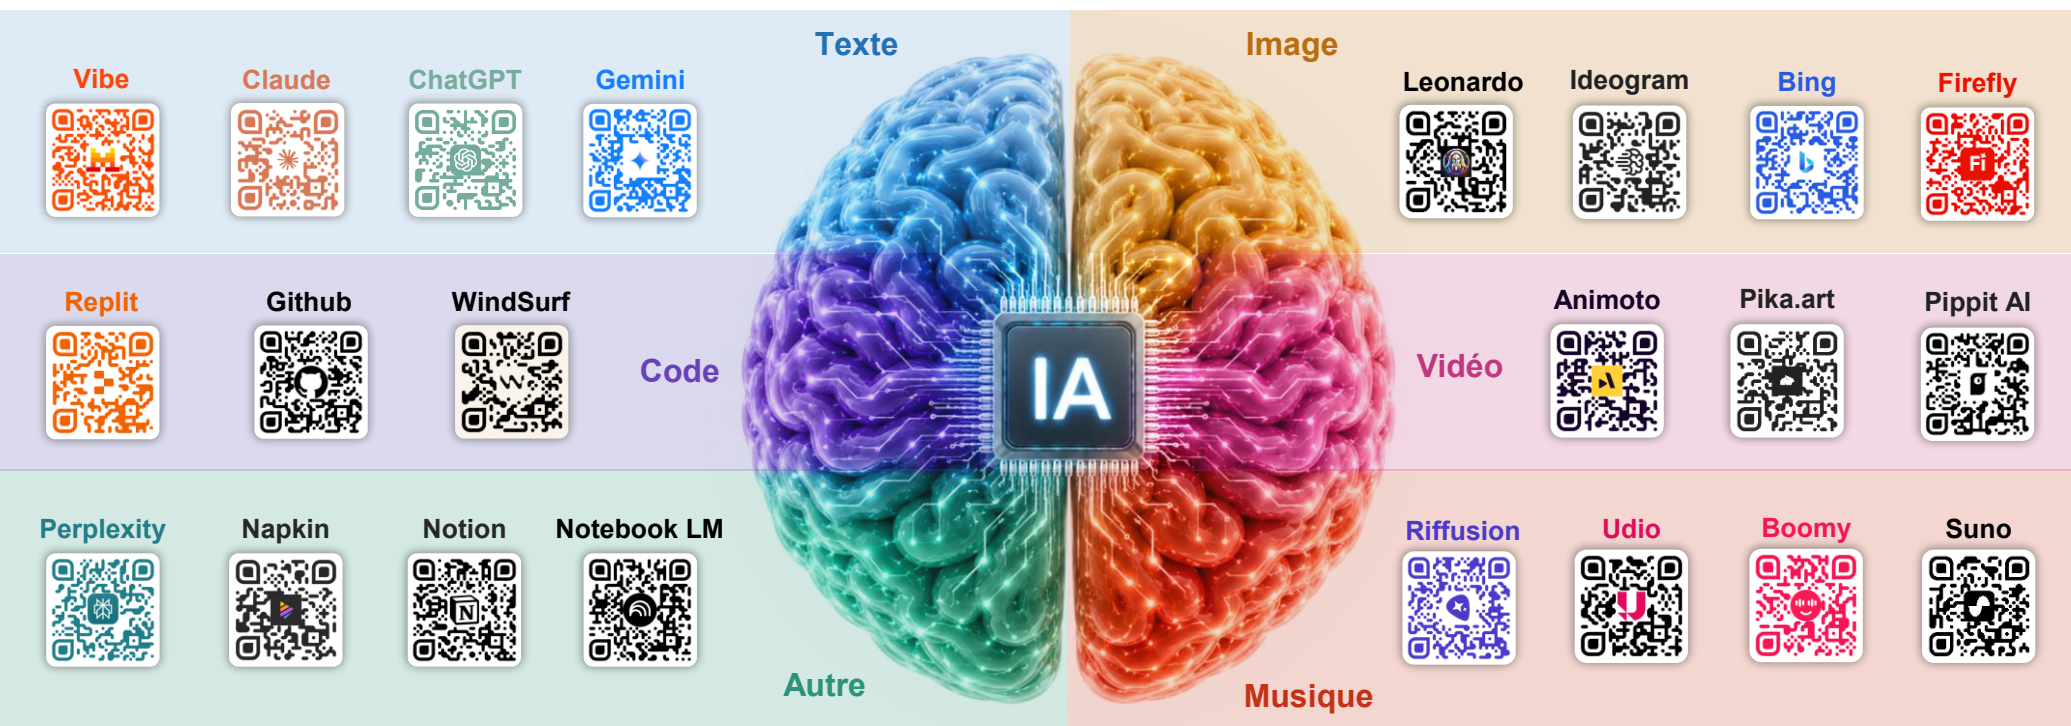 Texte
Vibe
Claude
ChatGPT
Gemini
Image
Leonardo
Ideogram
Bing
Firefly
Fi
Replit
Github
WindSurf
Code
IA
Vidéo
Animoto
Pika.art
Pippit AI
Perplexity
Napkin
Notion
Notebook LM
N
Autre
Riffusion
Udio
Boomy
Suno
Musique